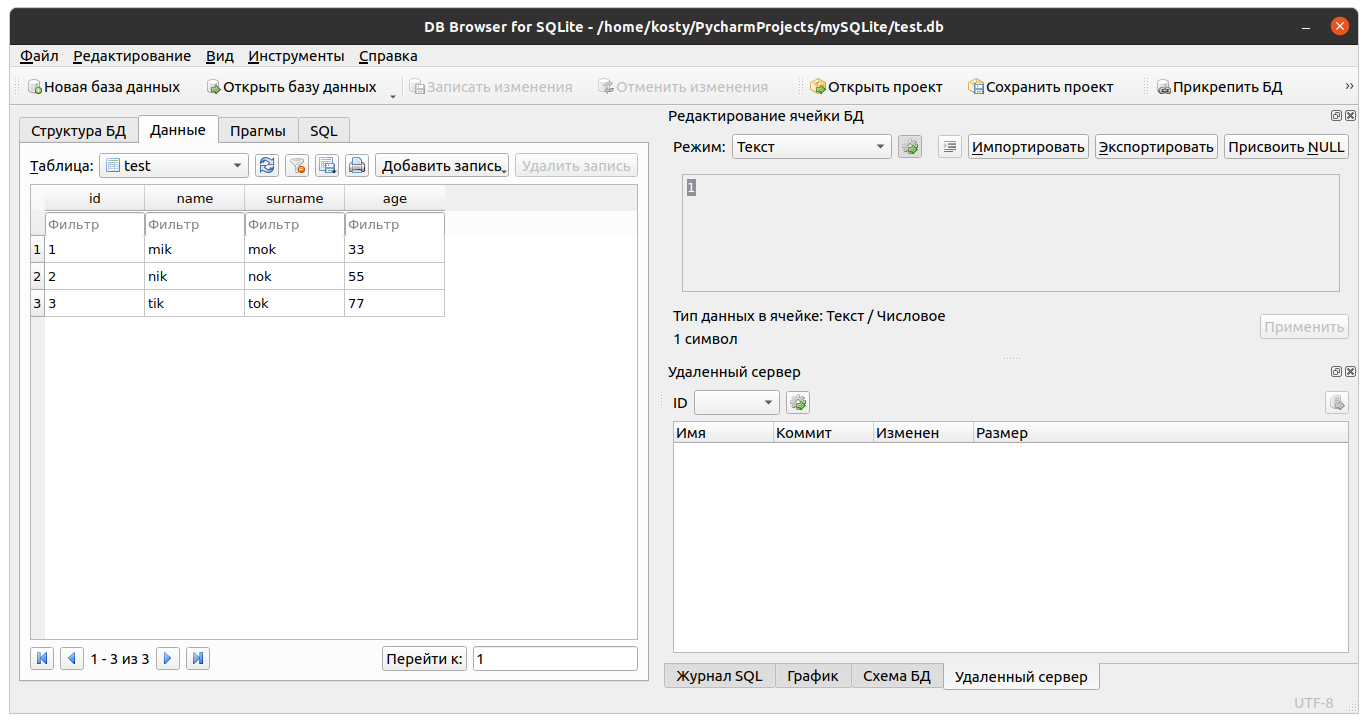 DB Browser for SQLite - /home/kosty/PycharmProjects/mySQLite/test.db
Файл Редактирование Вид Инструменты Справка
Новая база данных Открыть базу данных Записать изменения Отменить изменения Открыть проект Сохранить проект Прикрепить БД »
Структура БД Данные Прагмы SQL
Таблица: test Добавить запись Удалить запись
id name surname age
Фильтр Фильтр Фильтр Фильтр
1 1 mik mok 33
2 2 nik nok 55
3 3 tik tok 77
1 - 3 из 3 Перейти к: 1
Редактирование ячейки БД
Режим: Текст Импортировать Экспортировать Присвоить NULL
1
Тип данных в ячейке: Текст / Числовое
1 символ
Применить
Удаленный сервер
ID
Имя Коммит Изменен Размер
Журнал SQL График Схема БД Удаленный сервер
UTF-8